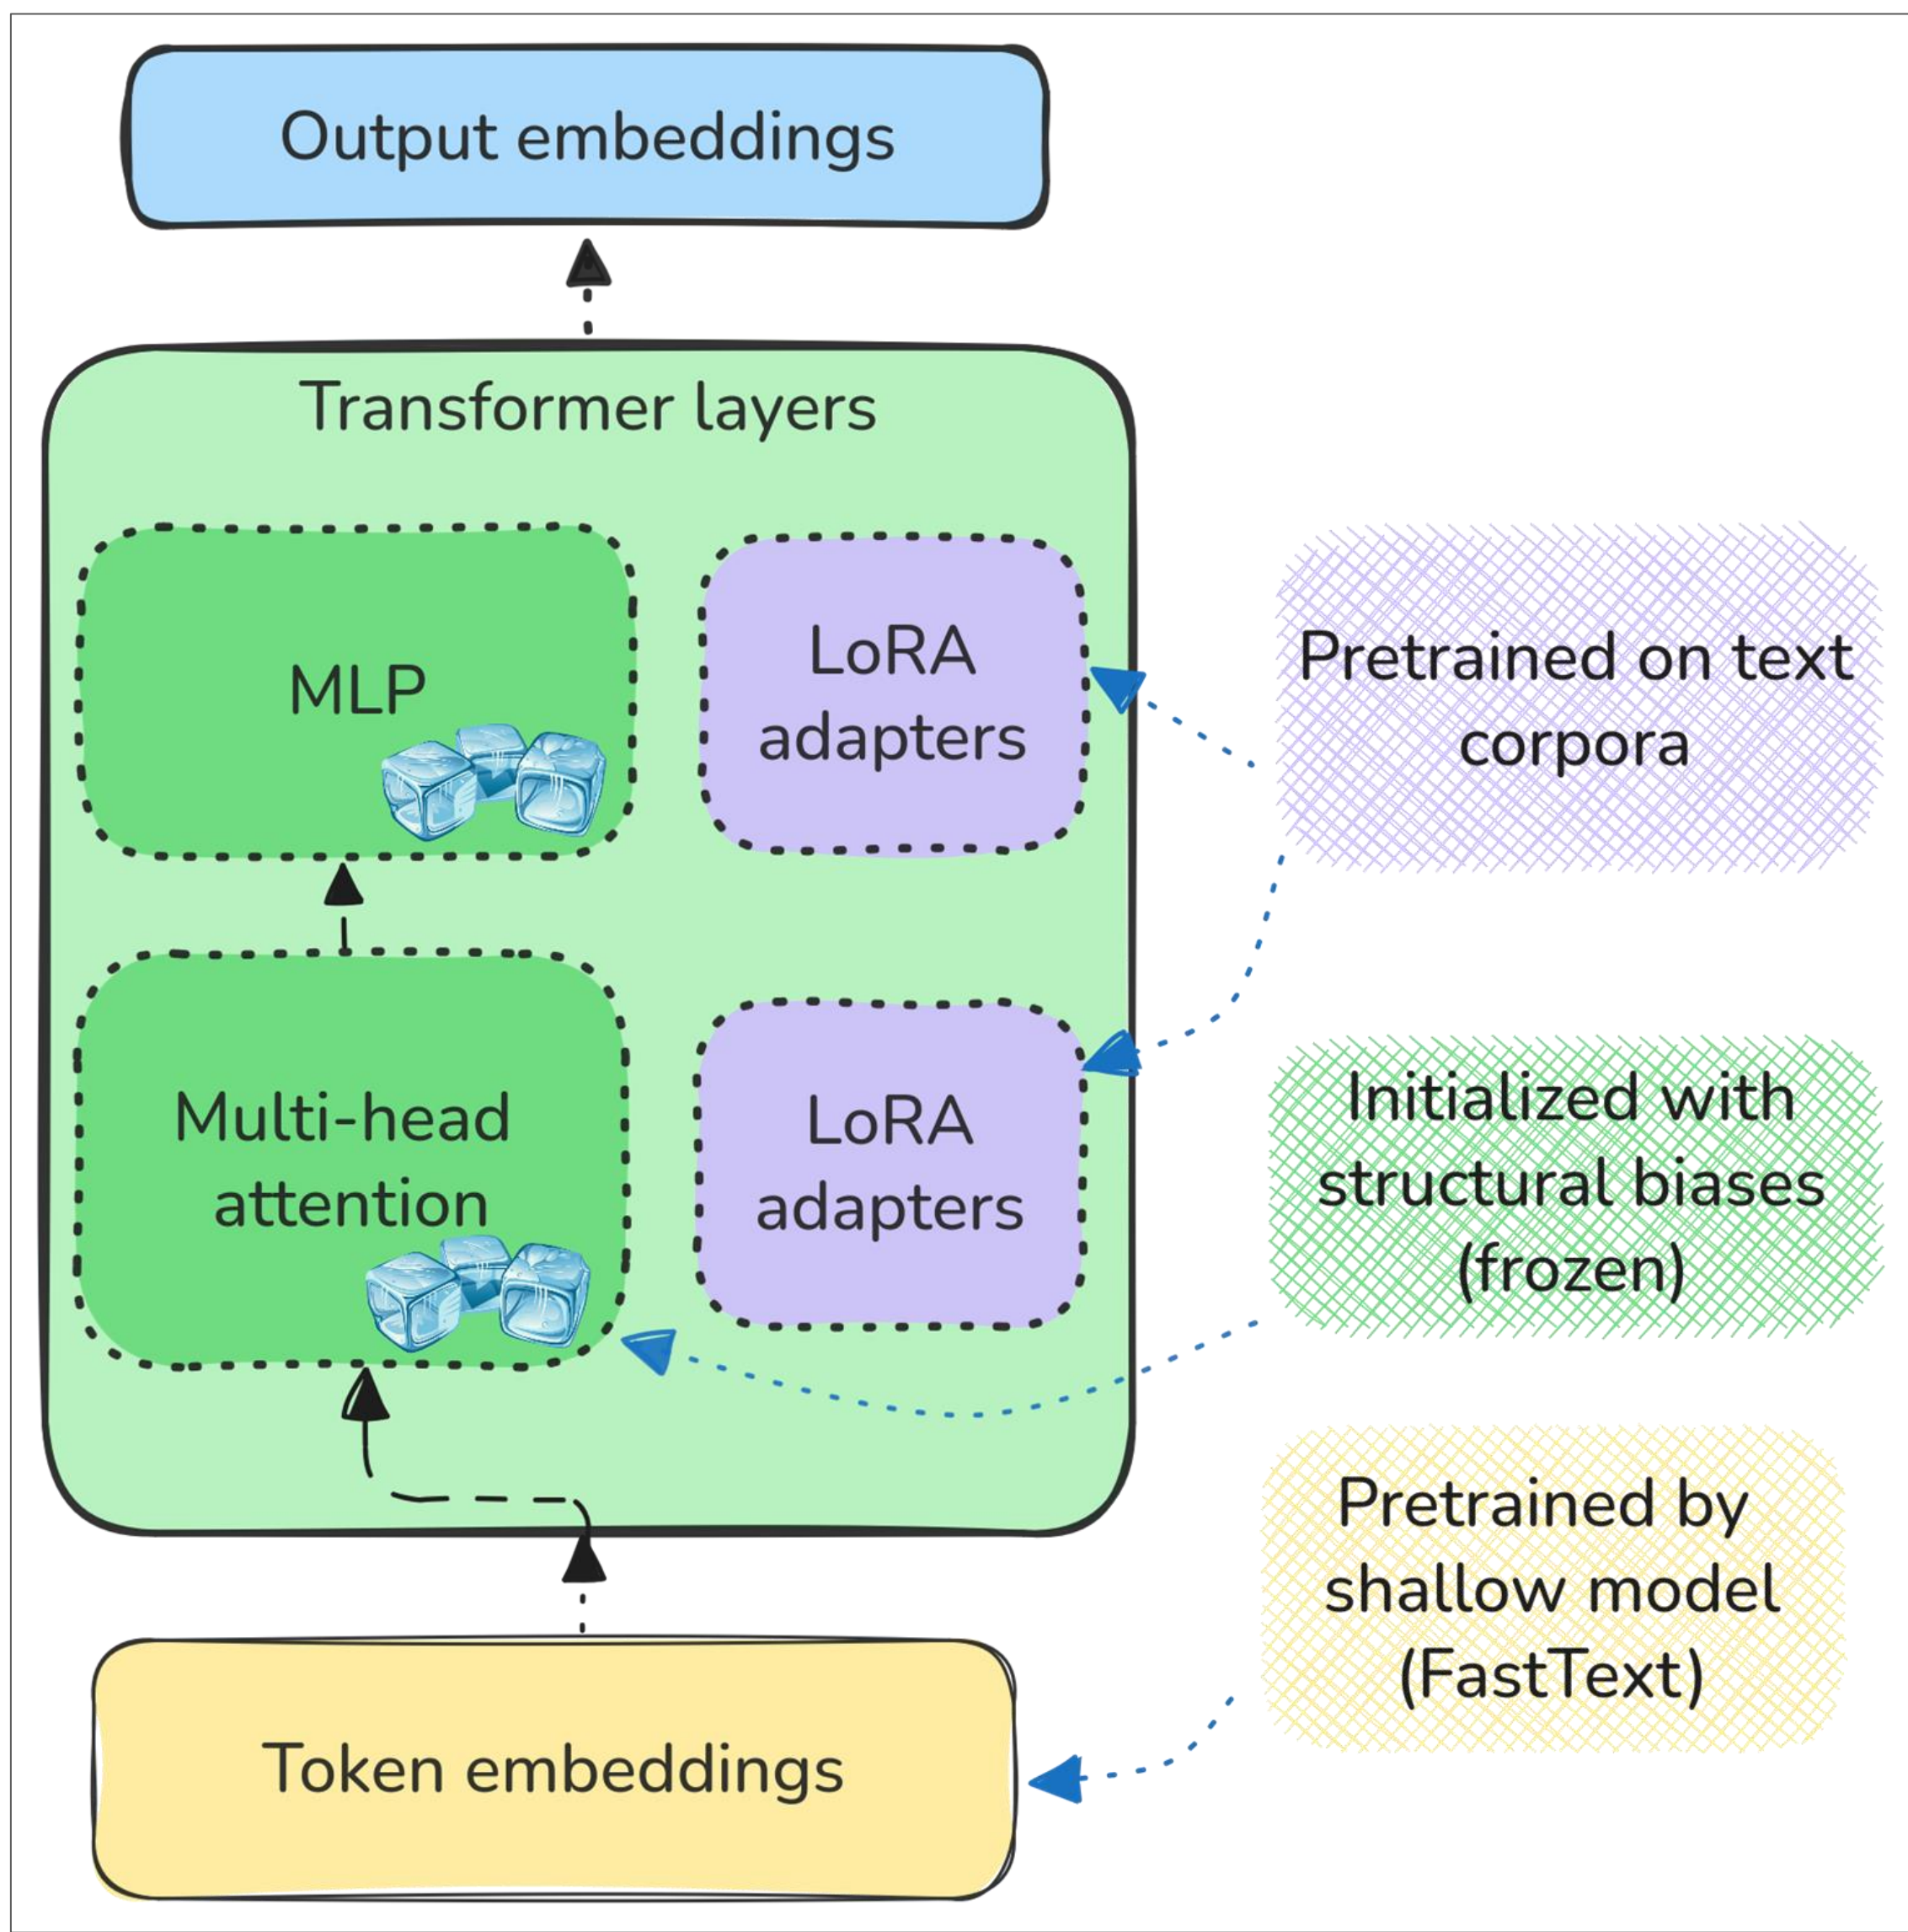 Output embeddings
Transformer layers
MLP
LoRA
adapters
Multi-head
attention
LoRA
adapters
Token embeddings
Pretrained on text
corpora
Initialized with
structural biases
(frozen)
Pretrained by
shallow model
(FastText)